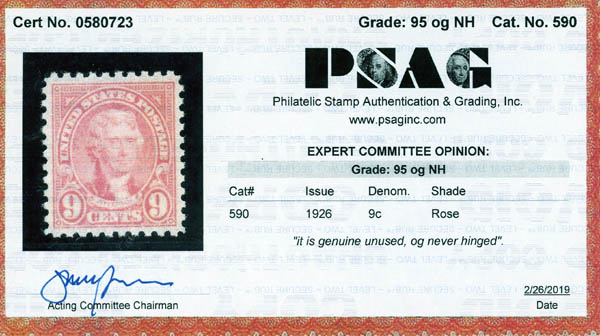 Cert No. 0580723 Grade: 95 og NH Cat. No. 590
UNITED STATES POSTAGE
9 CENTS 9
PSAG
Philatelic Stamp Authentication & Grading, Inc.
www.psaginc.com
EXPERT COMMITTEE OPINION:
Grade: 95 og NH
Cat# Issue Denom. Shade
590 1926 9c Rose
"it is genuine unused, og never hinged".
2/26/2019
Acting Committee Chairman Date